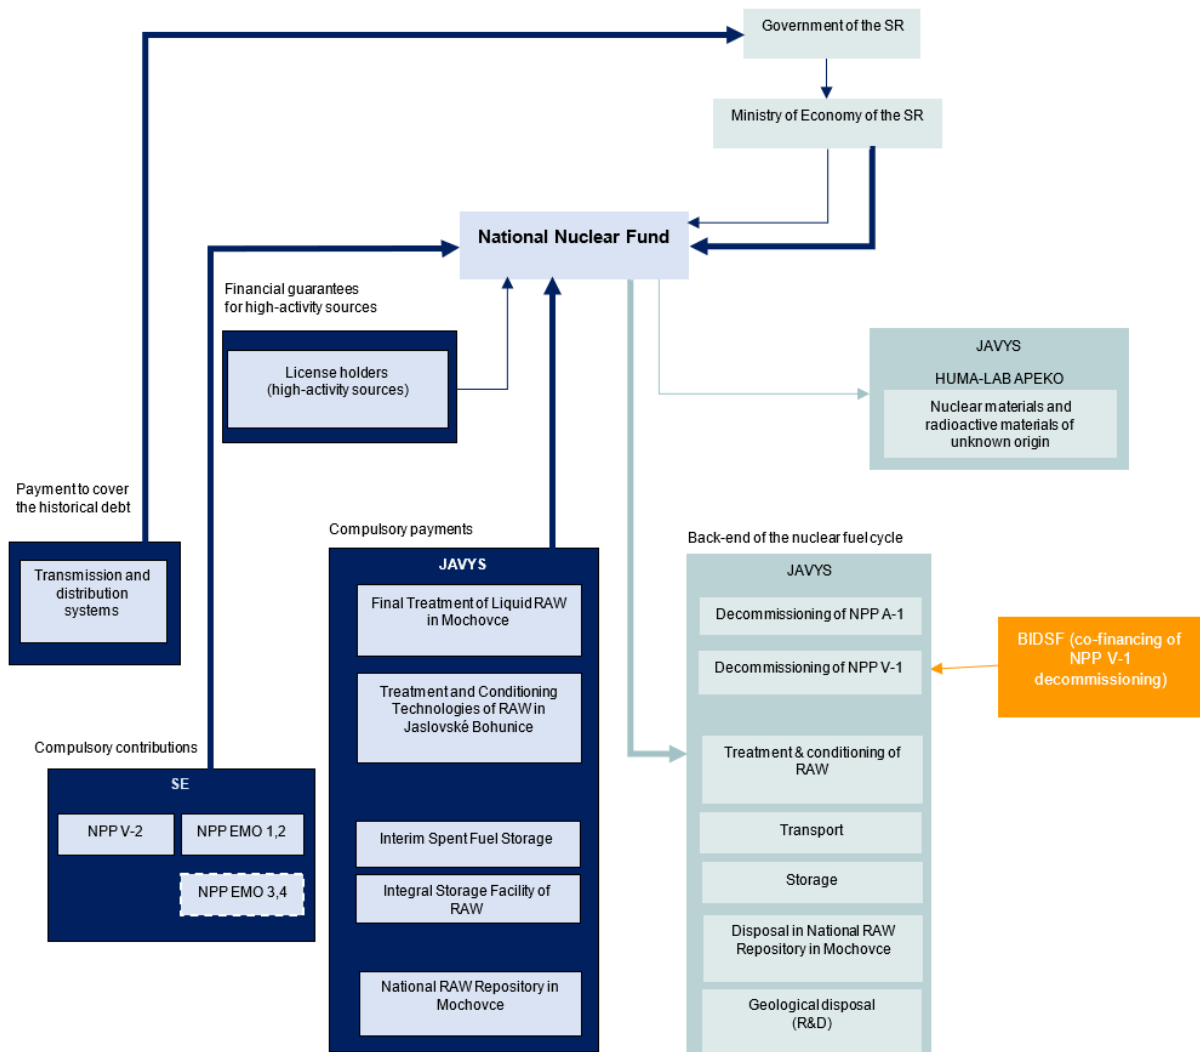 Government of the SR
Ministry of Economy of the SR
National Nuclear Fund
Financial guarantees
for high-activity sources
License holders
(high-activity sources)
JAVYS
HUMA-LAB APEKO
Nuclear materials and
radioactive materials of
unknown origin
Payment to cover
the historical debt
Transmission and
distribution
systems
Compulsory contributions
SE
NPP V-2
NPP EMO 1,2
NPP EMO 3,4
Compulsory payments
JAVYS
Final Treatment of Liquid RAW
in Mochovce
Treatment and Conditioning
Technologies of RAW in
Jaslovské Bohunice
Interim Spent Fuel Storage
Integral Storage Facility of
RAW
National RAW Repository in
Mochovce
Back-end of the nuclear fuel cycle
JAVYS
Decommissioning of NPP A-1
Decommissioning of NPP V-1
Treatment & conditioning of
RAW
Transport
Storage
Disposal in National RAW
Repository in Mochovce
Geological disposal
(R&D)
BIDSF (co-financing of
NPP V-1
decommissioning)